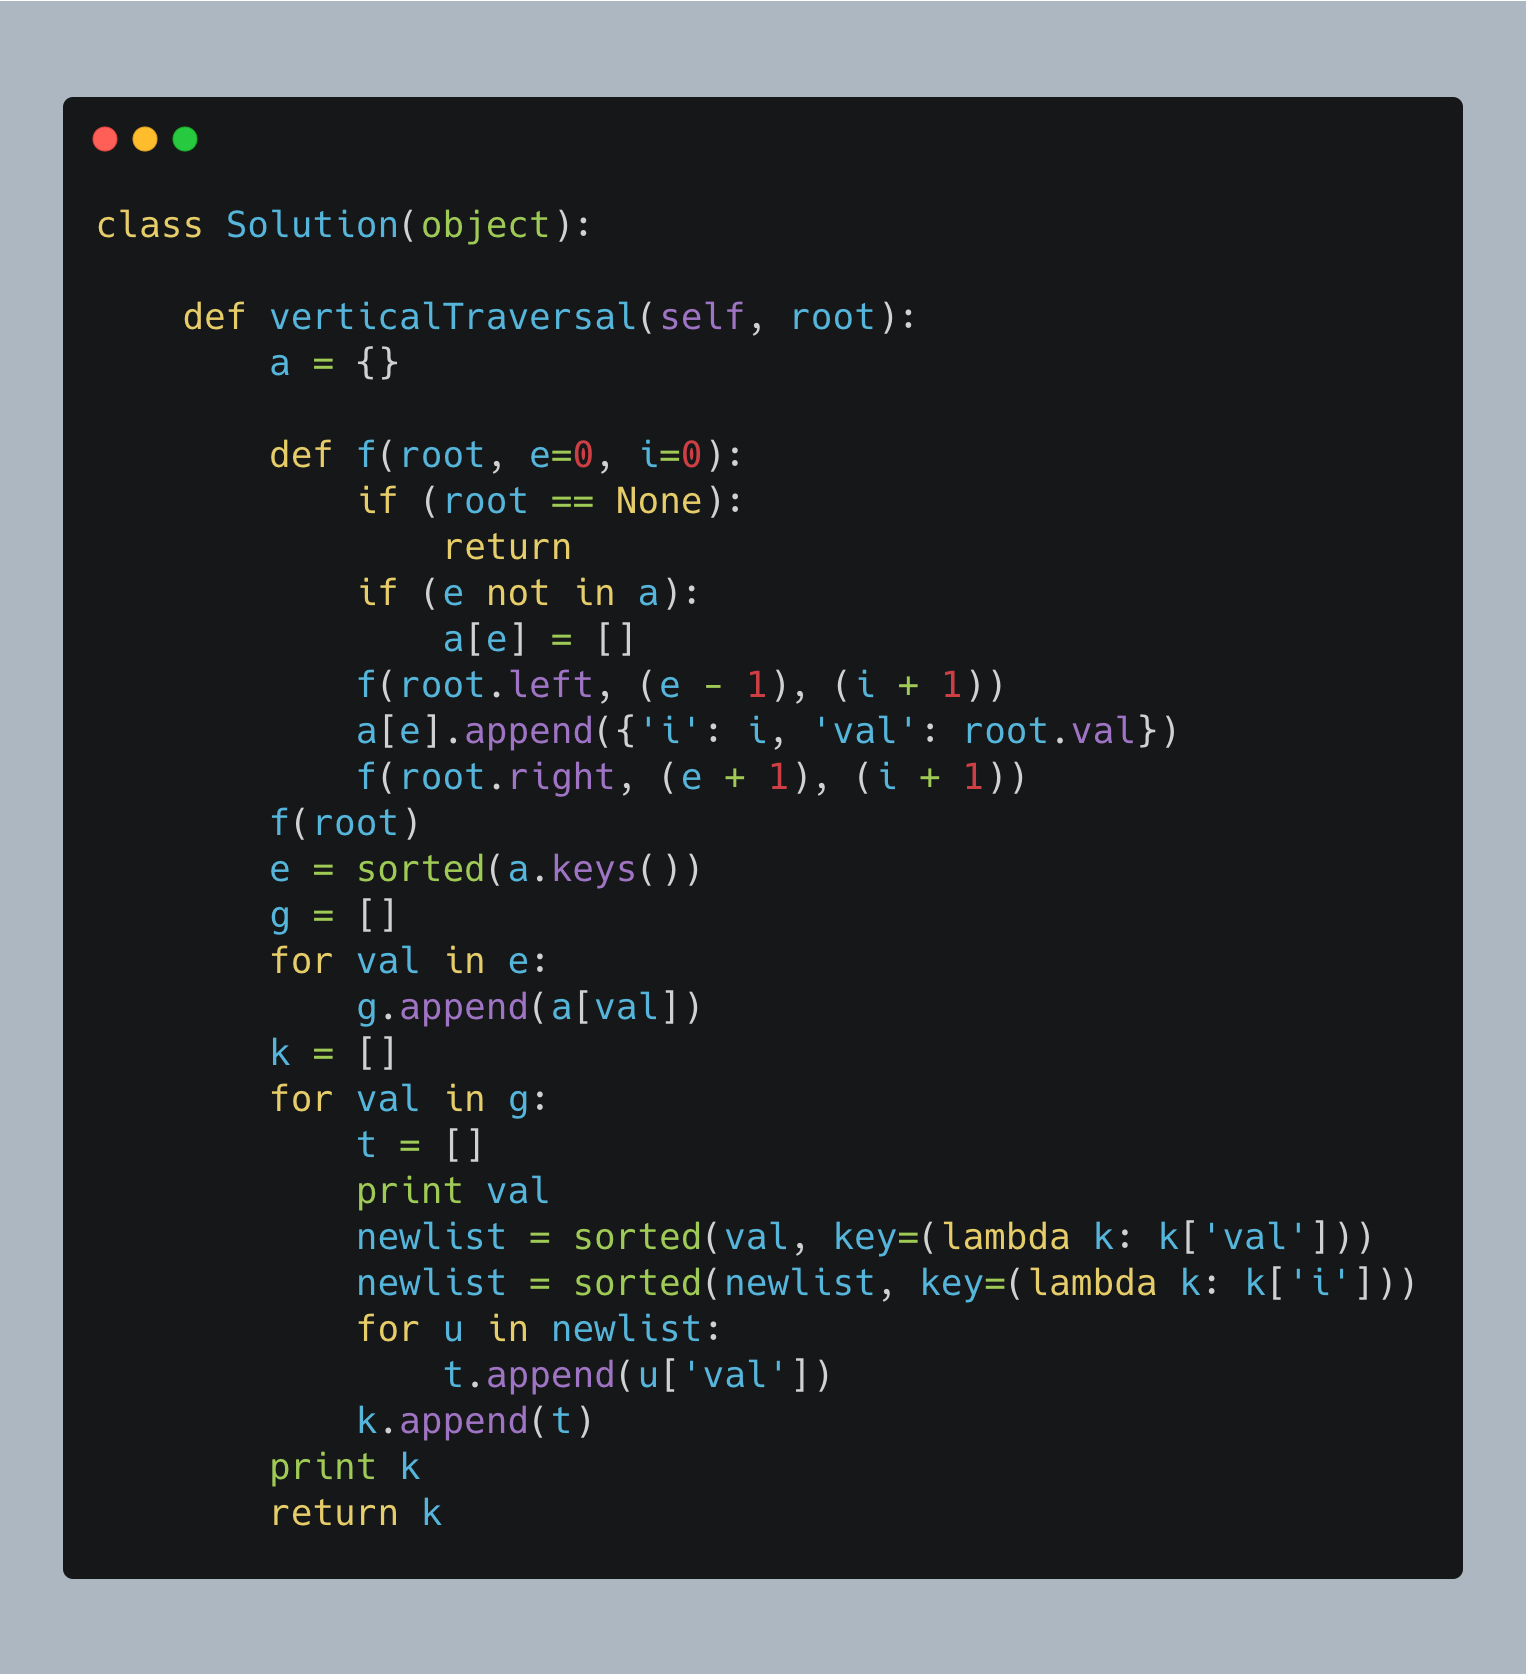 class Solution(object):

    def verticalTraversal(self, root):
        a = {}

        def f(root, e=0, i=0):
            if (root == None):
                return
            if (e not in a):
                a[e] = []
            f(root.left, (e - 1), (i + 1))
            a[e].append({'i': i, 'val': root.val})
            f(root.right, (e + 1), (i + 1))
        f(root)
        e = sorted(a.keys())
        g = []
        for val in e:
            g.append(a[val])
        k = []
        for val in g:
            t = []
            print val
            newlist = sorted(val, key=(lambda k: k['val']))
            newlist = sorted(newlist, key=(lambda k: k['i']))
            for u in newlist:
                t.append(u['val'])
            k.append(t)
        print k
        return k